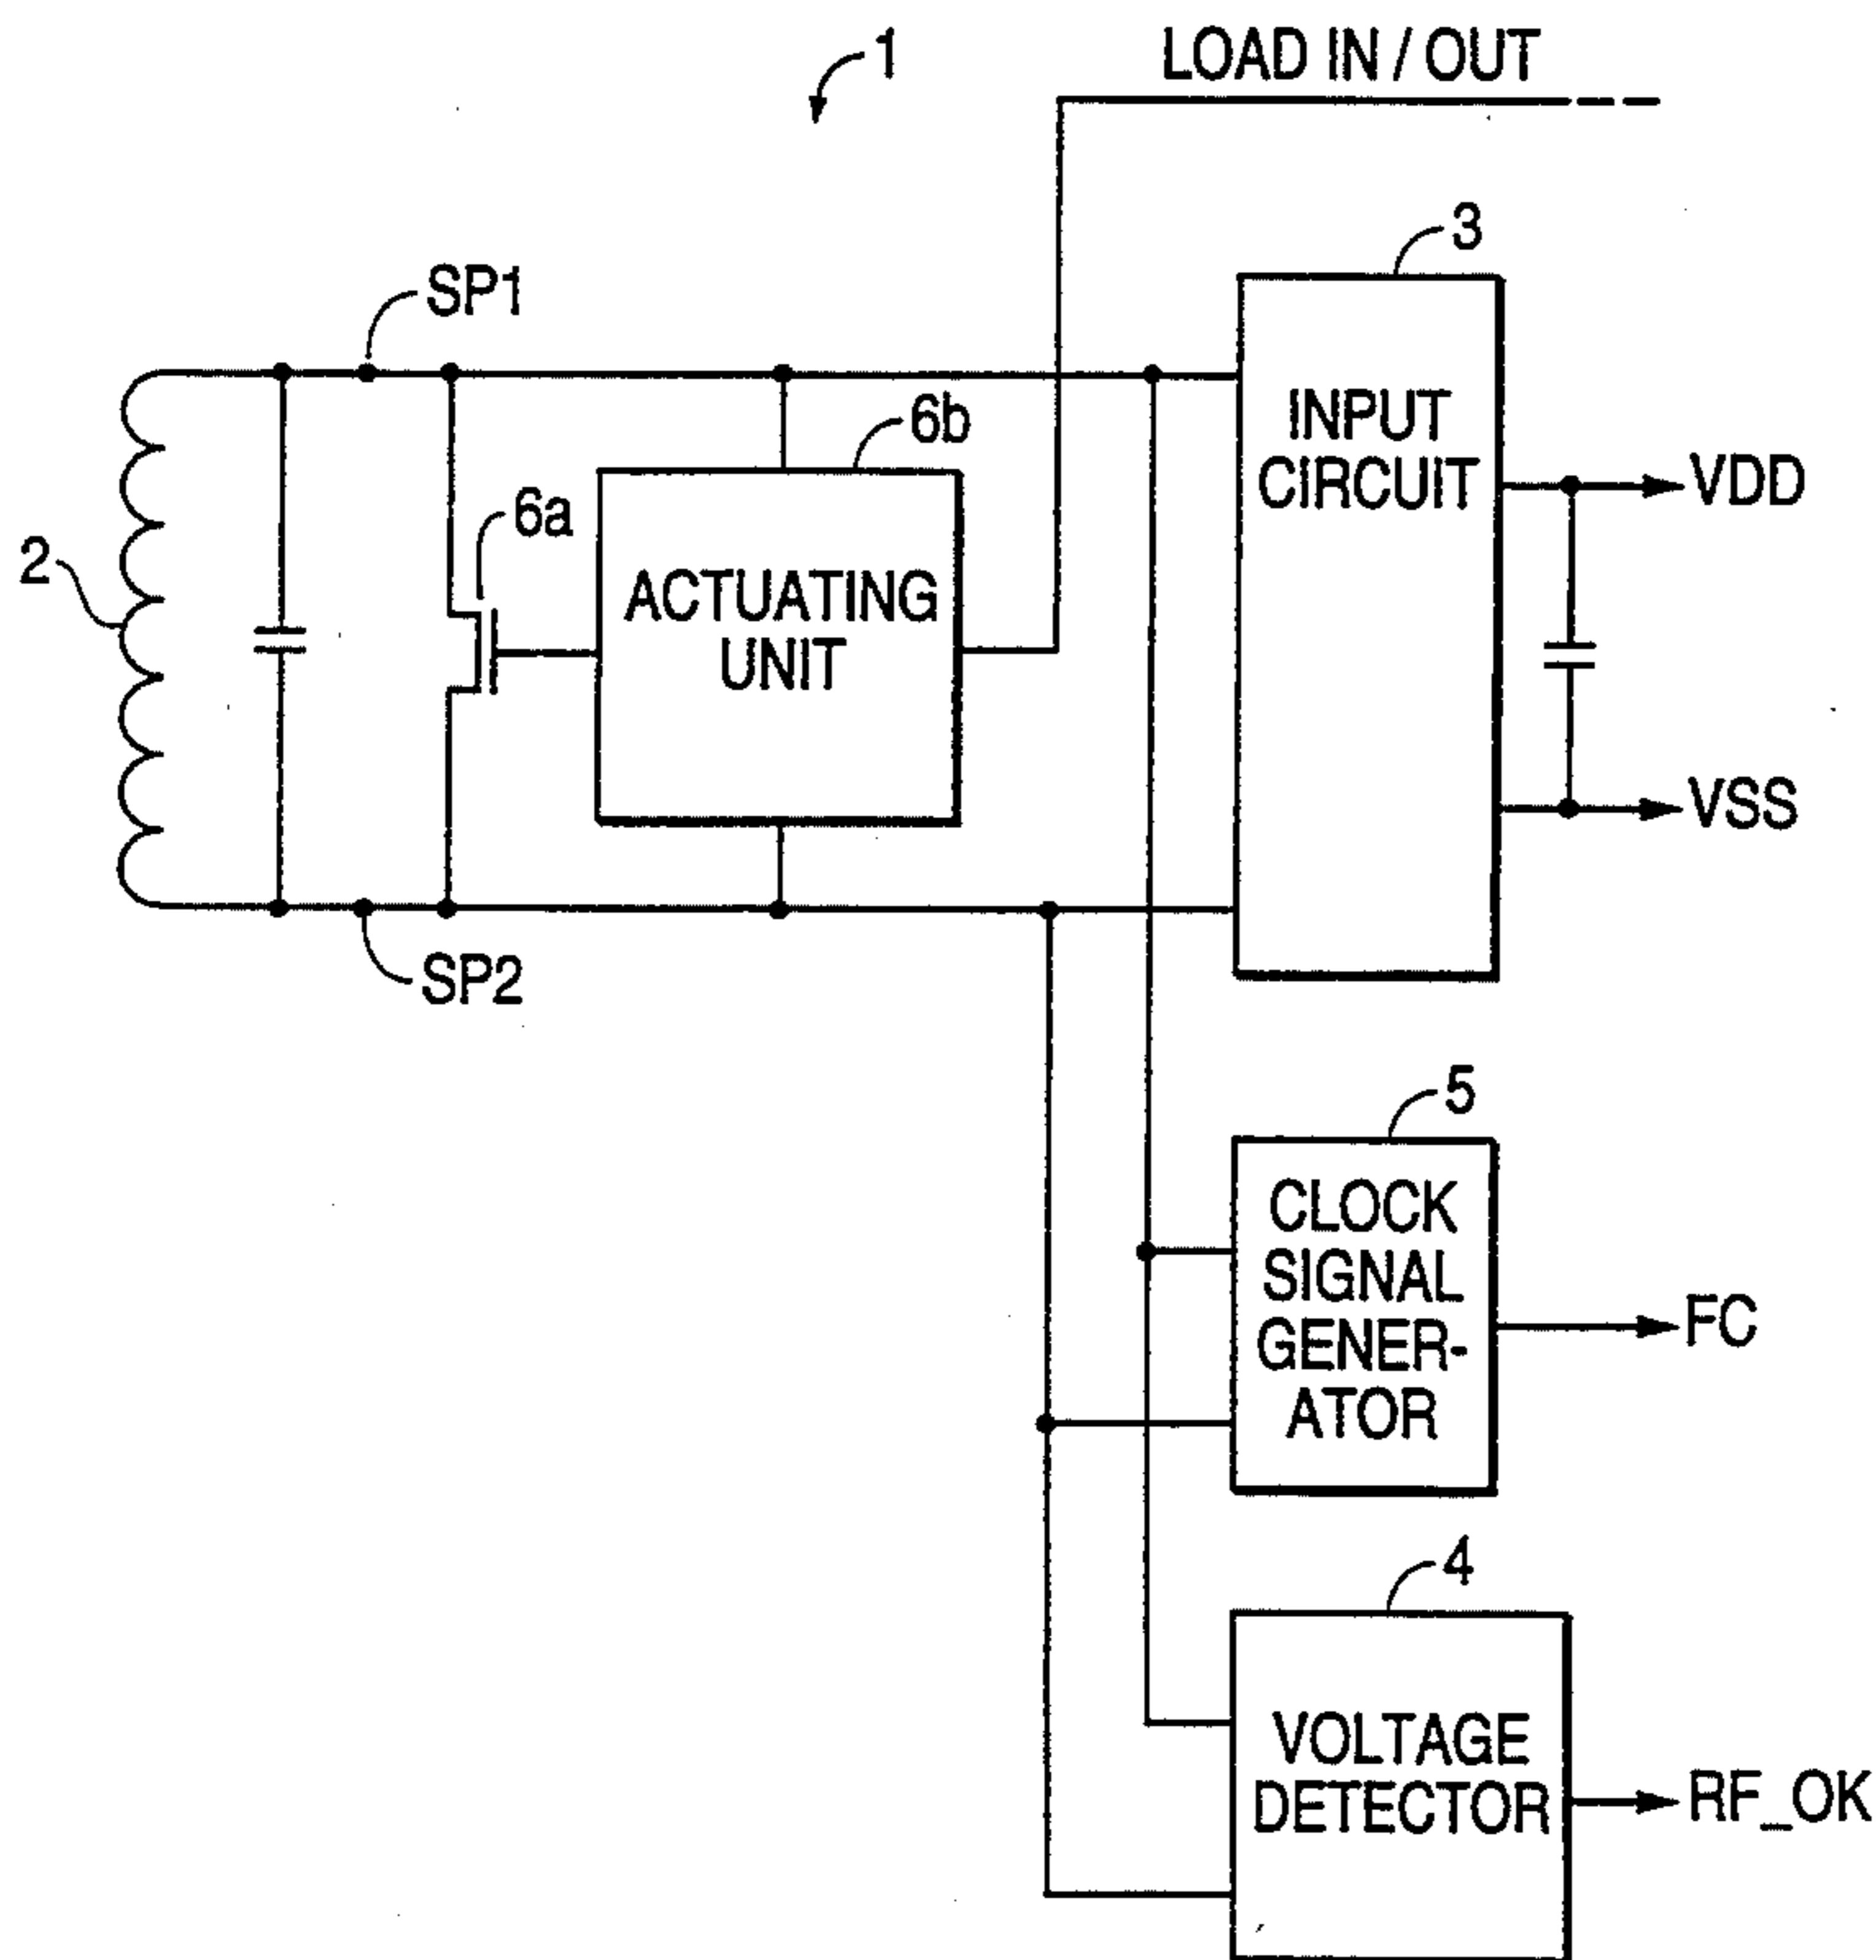 1
LOAD IN / OUT
3
SP1
6b
INPUT
CIRCUIT
VDD
6a
2
ACTUATING
UNIT
VSS
SP2
5
CLOCK
SIGNAL
GENER-
ATOR
FC
4
VOLTAGE
DETECTOR
RF_OK